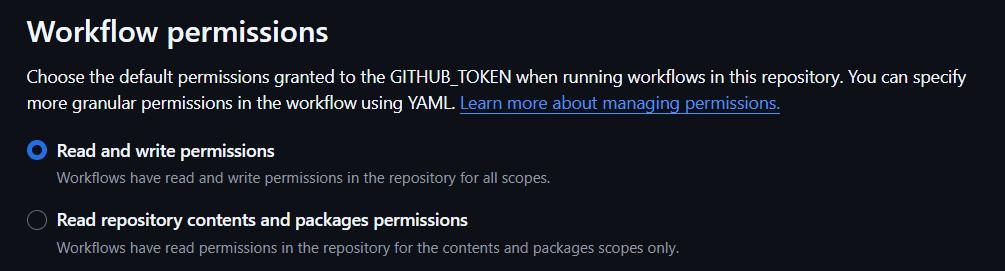 Workflow permissions
Choose the default permissions granted to the GITHUB_TOKEN when running workflows in this repository. You can specify
more granular permissions in the workflow using YAML. Learn more about managing permissions.
Read and write permissions
Workflows have read and write permissions in the repository for all scopes.
Read repository contents and packages permissions
Workflows have read permissions in the repository for the contents and packages scopes only.